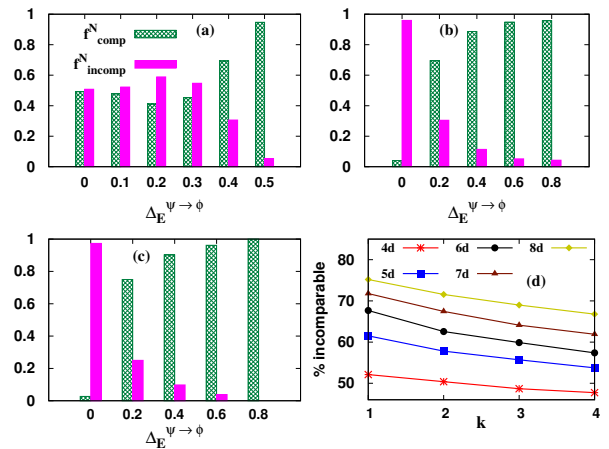 1
0.8
0.6
0.4
0.2
0
f^N_comp
f^N_incomp
(a)
0 0.1 0.2 0.3 0.4 0.5
Δ_E^ψ → ϕ
1
0.8
0.6
0.4
0.2
0
(b)
0 0.2 0.4 0.6 0.8
Δ_E^ψ → ϕ
1
0.8
0.6
0.4
0.2
0
(c)
0 0.2 0.4 0.6 0.8
Δ_E^ψ → ϕ
% incomparable
80
70
60
50
4d 6d 8d
5d 7d (d)
1 2 3 4
k